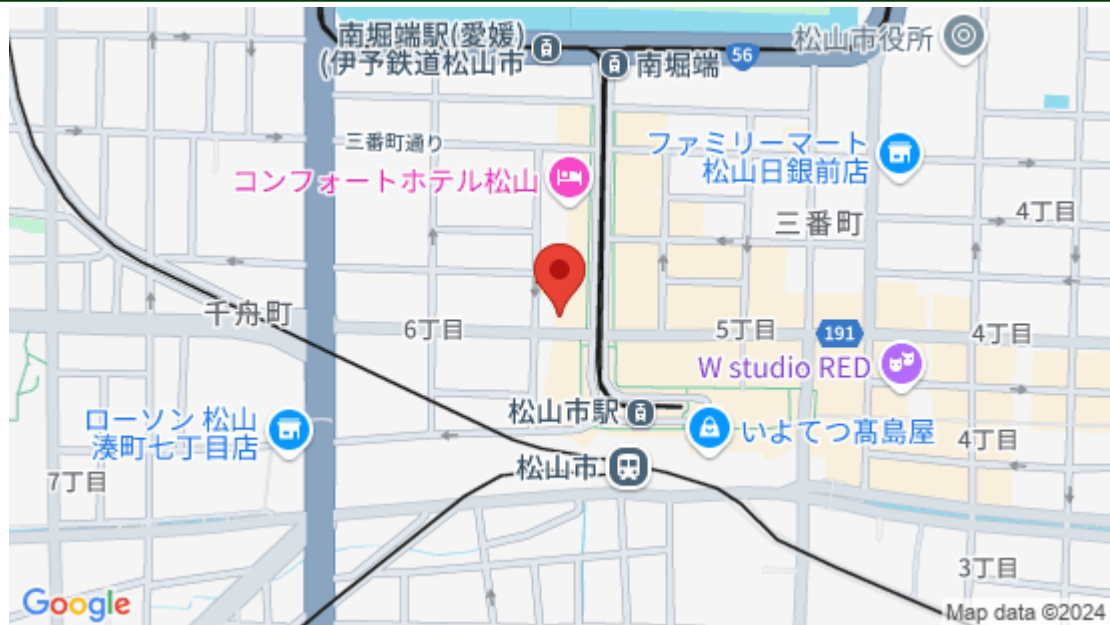 南堀端駅(愛媛)
(伊予鉄道松山市
南堀端
56
松山市役所
三番町通り
ファミリーマート
松山日銀前店
コンフォートホテル松山
三番町
4丁目
千舟町
6丁目
5丁目
191
4丁目
W studio RED
松山市駅
ローソン 松山
湊町七丁目店
いよてつ髙島屋
4丁目
松山市
7丁目
3丁目
Google
Map data ©2024